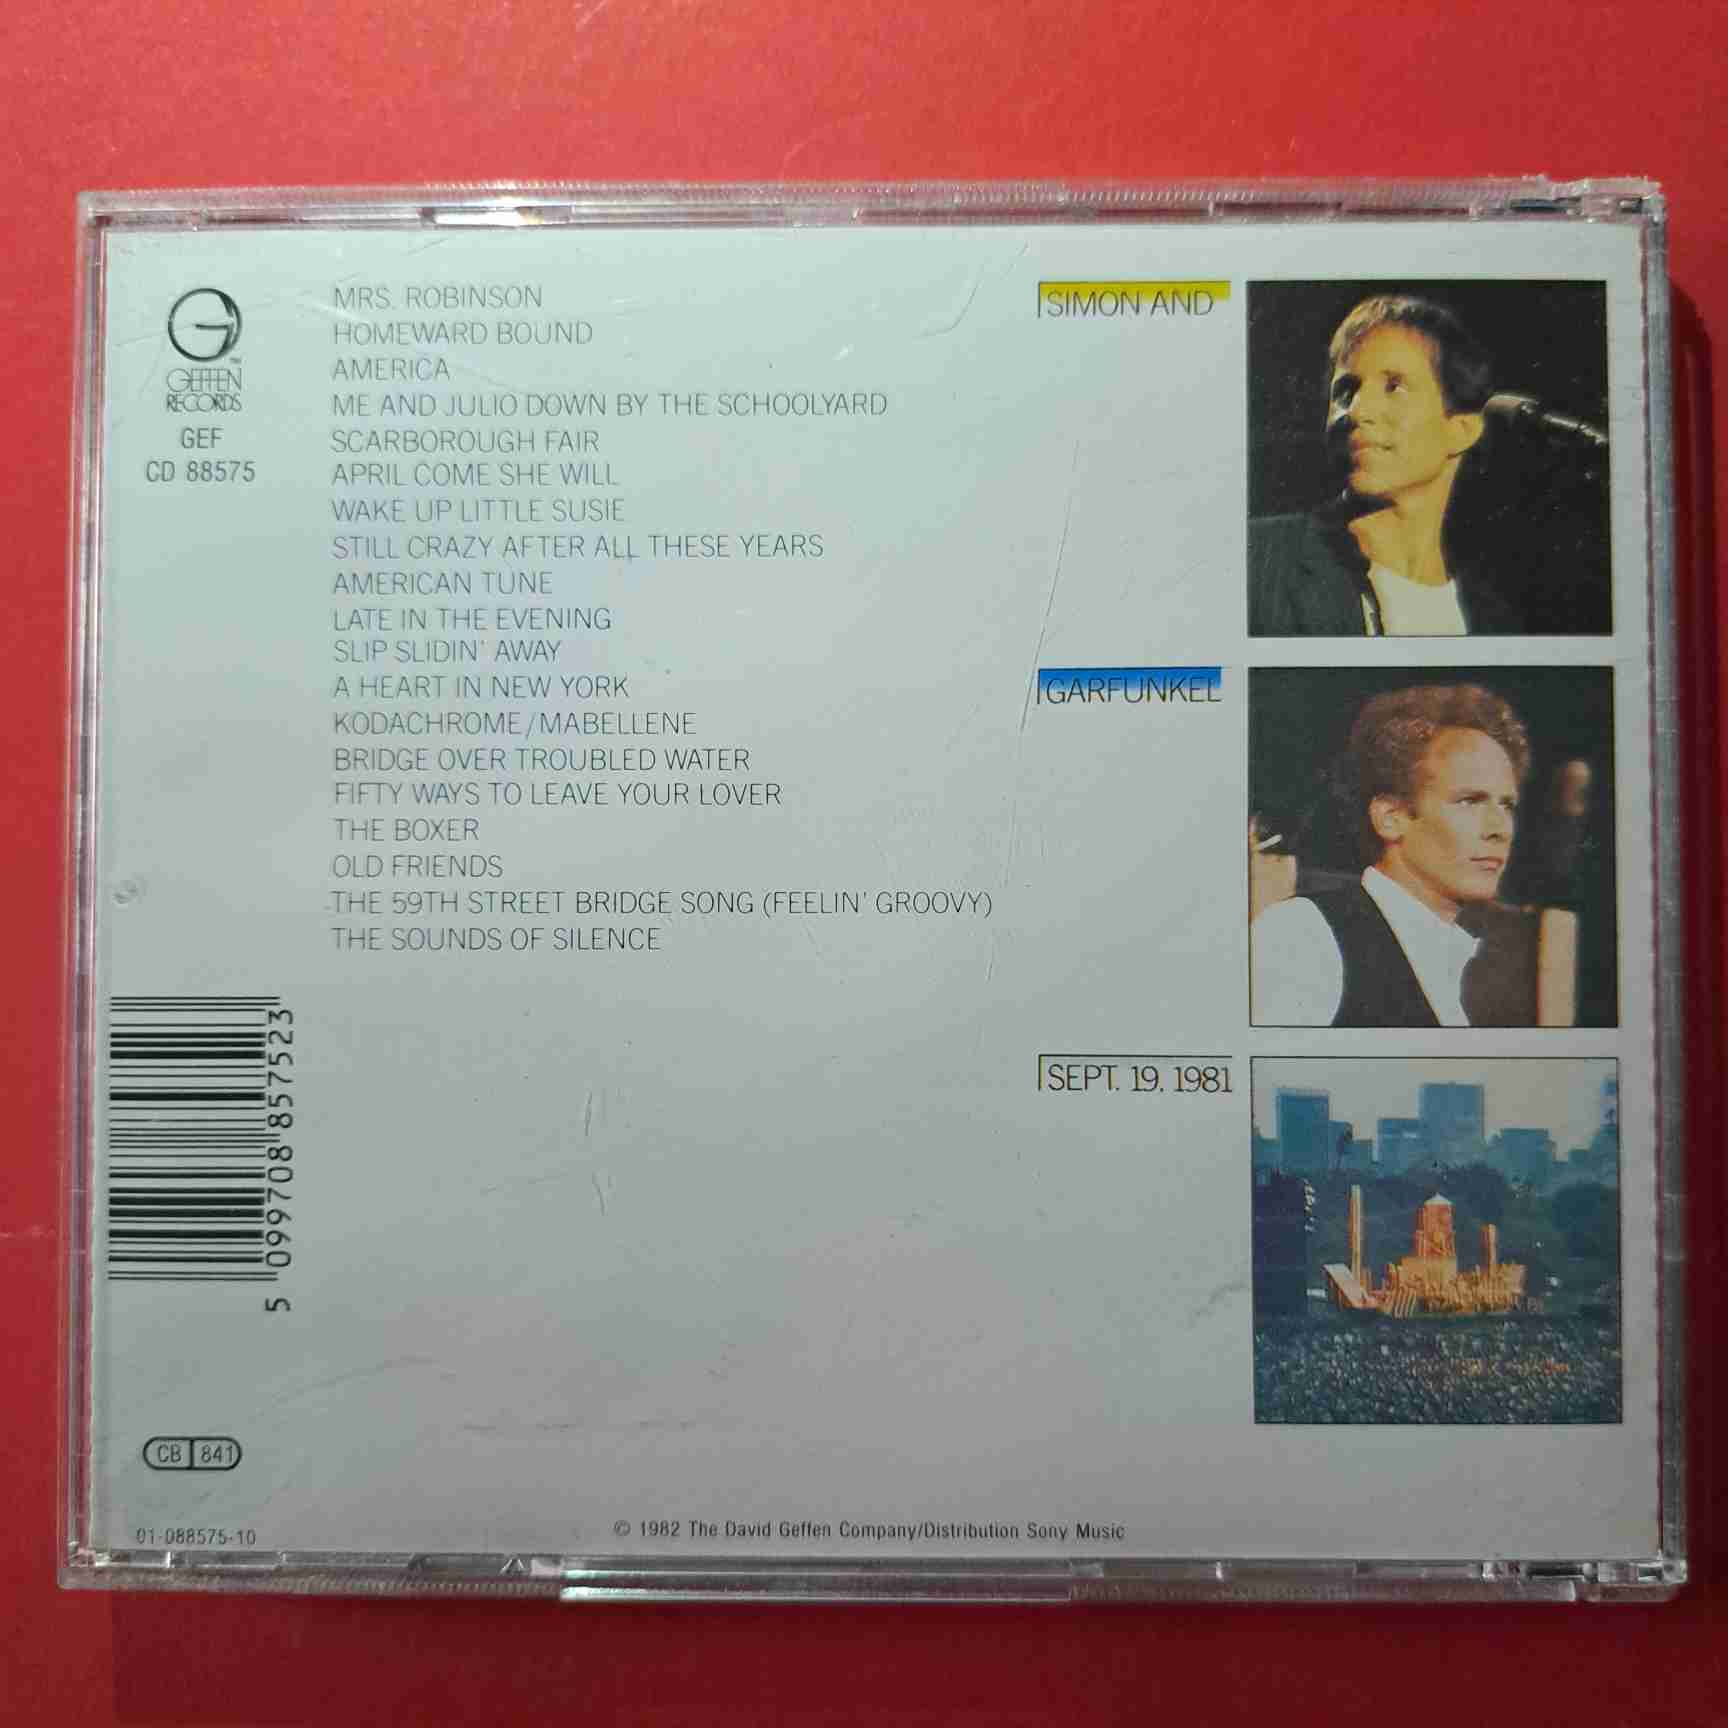 GEFFEN
RECORDS
GEF
CD 88575
MRS. ROBINSON
HOMEWARD BOUND
AMERICA
ME AND JULIO DOWN BY THE SCHOOLYARD
SCARBOROUGH FAIR
APRIL COME SHE WILL
WAKE UP LITTLE SUSIE
STILL CRAZY AFTER ALL THESE YEARS
AMERICAN TUNE
LATE IN THE EVENING
SLIP SLIDIN' AWAY
A HEART IN NEW YORK
KODACHROME/MABELLENE
BRIDGE OVER TROUBLED WATER
FIFTY WAYS TO LEAVE YOUR LOVER
THE BOXER
OLD FRIENDS
THE 59TH STREET BRIDGE SONG (FEELIN' GROOVY)
THE SOUNDS OF SILENCE
SIMON AND
GARFUNKEL
SEPT. 19. 1981
5 099708 857523
CB 841
01-088575-10
© 1982 The David Geffen Company/Distribution Sony Music